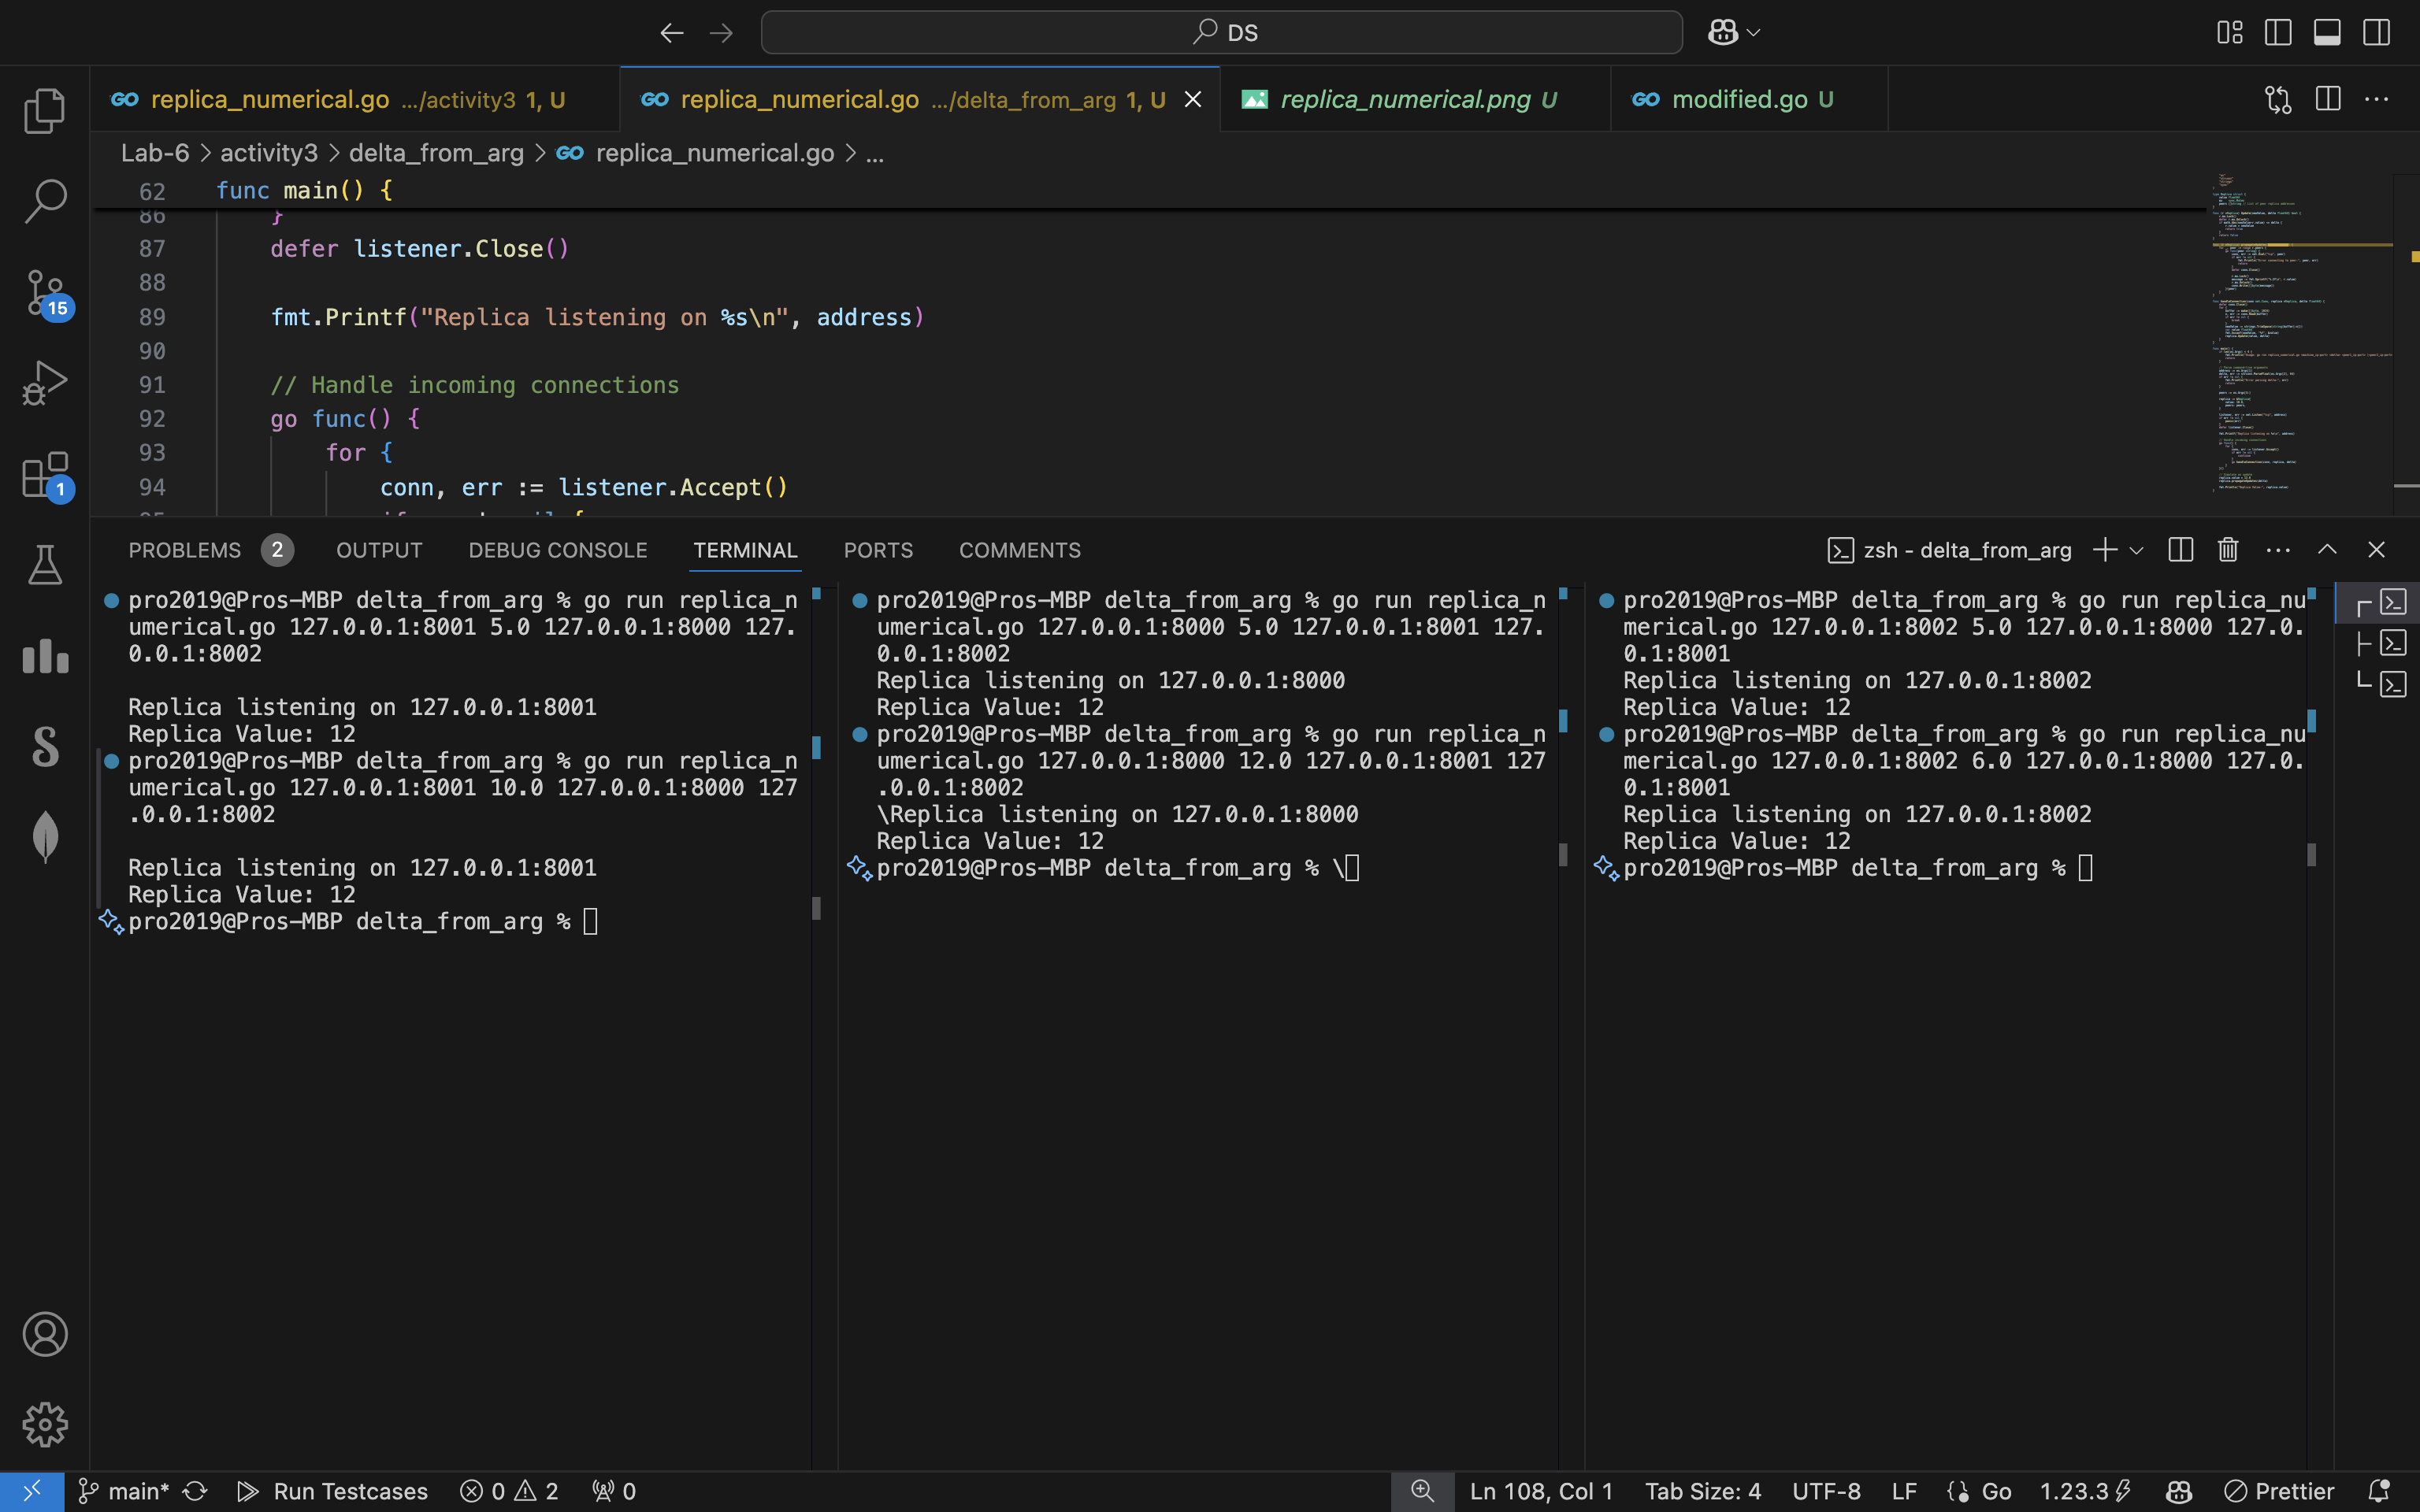 DS
replica_numerical.go .../activity3 1, U
replica_numerical.go .../delta_from_arg 1, U
replica_numerical.png U
modified.go U
Lab-6 > activity3 > delta_from_arg > replica_numerical.go > ...
62 func main() {
86 }
87 defer listener.Close()
88
89 fmt.Printf("Replica listening on %s\n", address)
90
91 // Handle incoming connections
92 go func() {
93 for {
94 conn, err := listener.Accept()
15
1
PROBLEMS 2 OUTPUT DEBUG CONSOLE TERMINAL PORTS COMMENTS
zsh - delta_from_arg
pro2019@Pros-MBP delta_from_arg % go run replica_n
umerical.go 127.0.0.1:8001 5.0 127.0.0.1:8000 127.
0.0.1:8002
Replica listening on 127.0.0.1:8001
Replica Value: 12
pro2019@Pros-MBP delta_from_arg % go run replica_n
umerical.go 127.0.0.1:8001 10.0 127.0.0.1:8000 127
.0.0.1:8002
Replica listening on 127.0.0.1:8001
Replica Value: 12
pro2019@Pros-MBP delta_from_arg %
pro2019@Pros-MBP delta_from_arg % go run replica_n
umerical.go 127.0.0.1:8000 5.0 127.0.0.1:8001 127.
0.0.1:8002
Replica listening on 127.0.0.1:8000
Replica Value: 12
pro2019@Pros-MBP delta_from_arg % go run replica_n
umerical.go 127.0.0.1:8000 12.0 127.0.0.1:8001 127
.0.0.1:8002
\Replica listening on 127.0.0.1:8000
Replica Value: 12
pro2019@Pros-MBP delta_from_arg % \
pro2019@Pros-MBP delta_from_arg % go run replica_nu
merical.go 127.0.0.1:8002 5.0 127.0.0.1:8000 127.0.
0.1:8001
Replica listening on 127.0.0.1:8002
Replica Value: 12
pro2019@Pros-MBP delta_from_arg % go run replica_nu
merical.go 127.0.0.1:8002 6.0 127.0.0.1:8000 127.0.
0.1:8001
Replica listening on 127.0.0.1:8002
Replica Value: 12
pro2019@Pros-MBP delta_from_arg %
main* Run Testcases 0 2 0 Ln 108, Col 1 Tab Size: 4 UTF-8 LF Go 1.23.3 Prettier